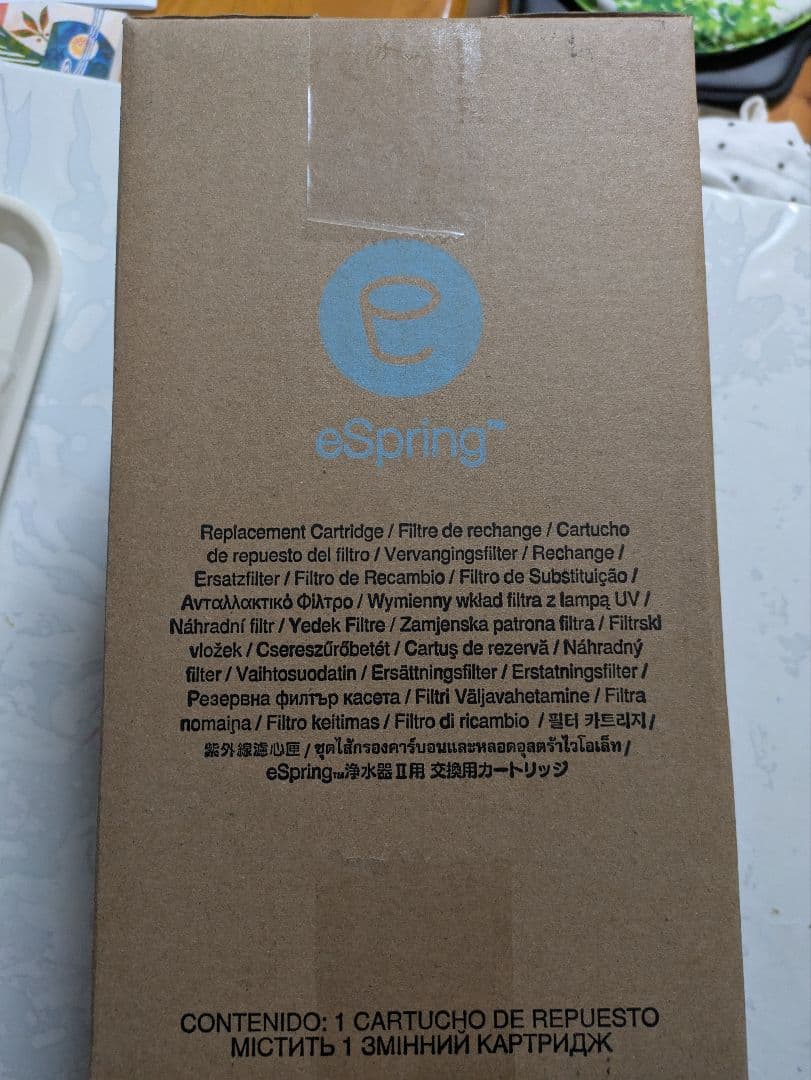 eSpring™
Replacement Cartridge / Filtre de rechange / Cartucho
de repuesto del filtro / Vervangingsfilter / Rechange /
Ersatzfilter / Filtro de Recambio / Filtro de Substituição /
Ανταλλακτικό Φίλτρο / Wymienny wkład filtra z lampą UV /
Náhradní filtr / Yedek Filtre / Zamjenska patrona filtra / Filtrski
vložek / Csereszűrőbetét / Cartuş de rezervă / Náhradný
filter / Vaihtosuodatin / Ersättningsfilter / Erstatningsfilter /
Резервна филтър касета / Filtri Väljavahetamine / Filtra
nomaiņa / Filtro keitimas / Filtro di ricambio / 필터 카트리지 /
紫外線濾心匣 / ชุดไส้กรองคาร์บอนและหลอดอุลตร้าไวโอเล็ท /
eSpring™浄水器Ⅱ用 交換用カートリッジ
CONTENIDO: 1 CARTUCHO DE REPUESTO
МІСТИТЬ 1 ЗМІННИЙ КАРТРИДЖ